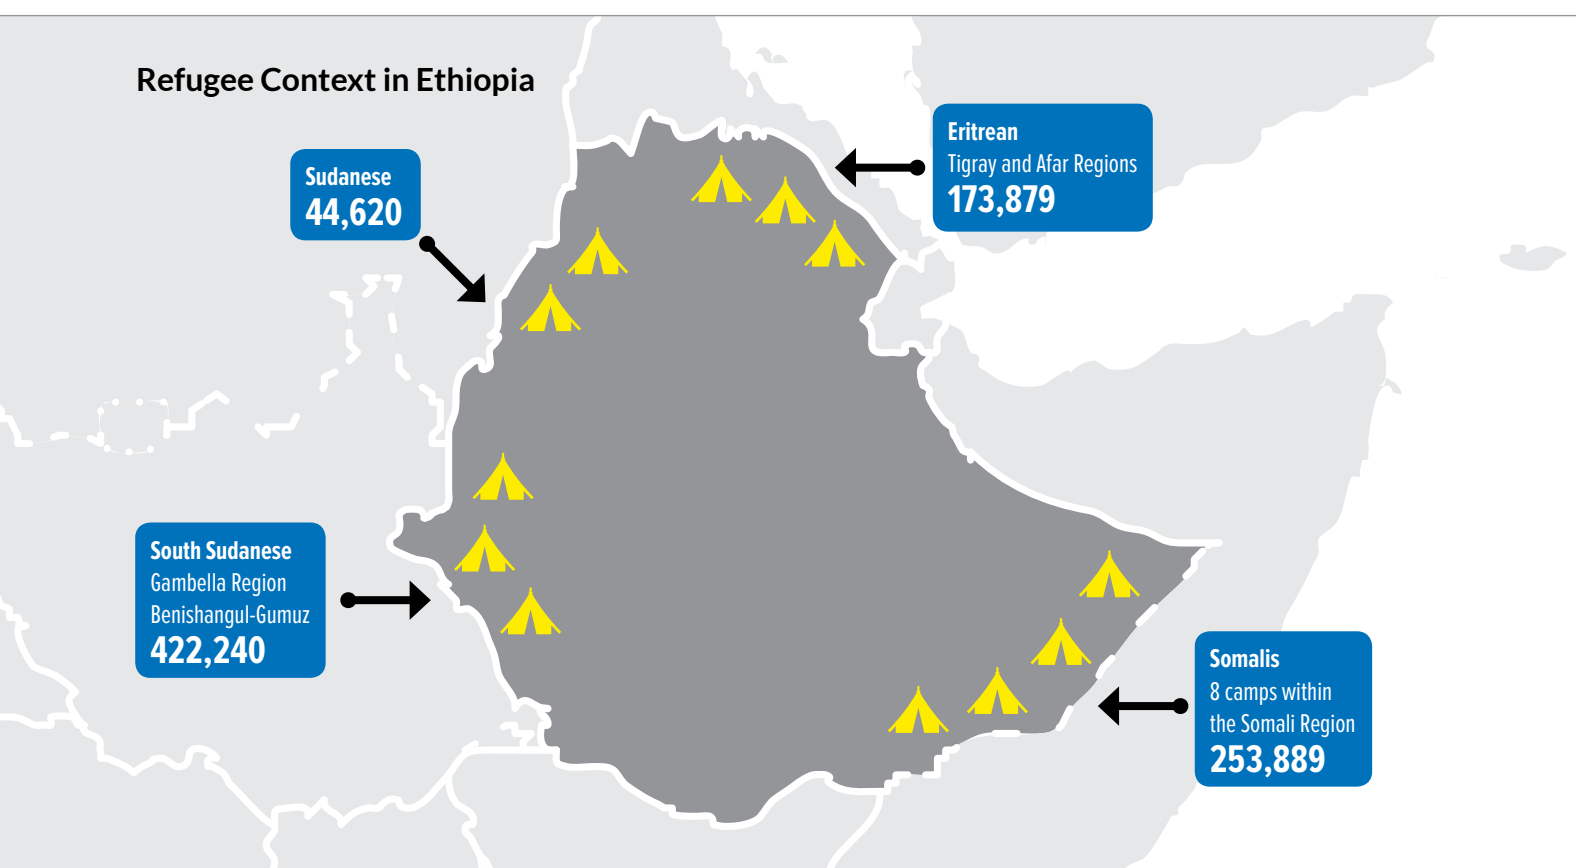 Refugee Context in Ethiopia
Eritrean
Tigray and Afar Regions
173,879
Sudanese
44,620
South Sudanese
Gambella Region
Benishangul-Gumuz
422,240
Somalis
8 camps within
the Somali Region
253,889